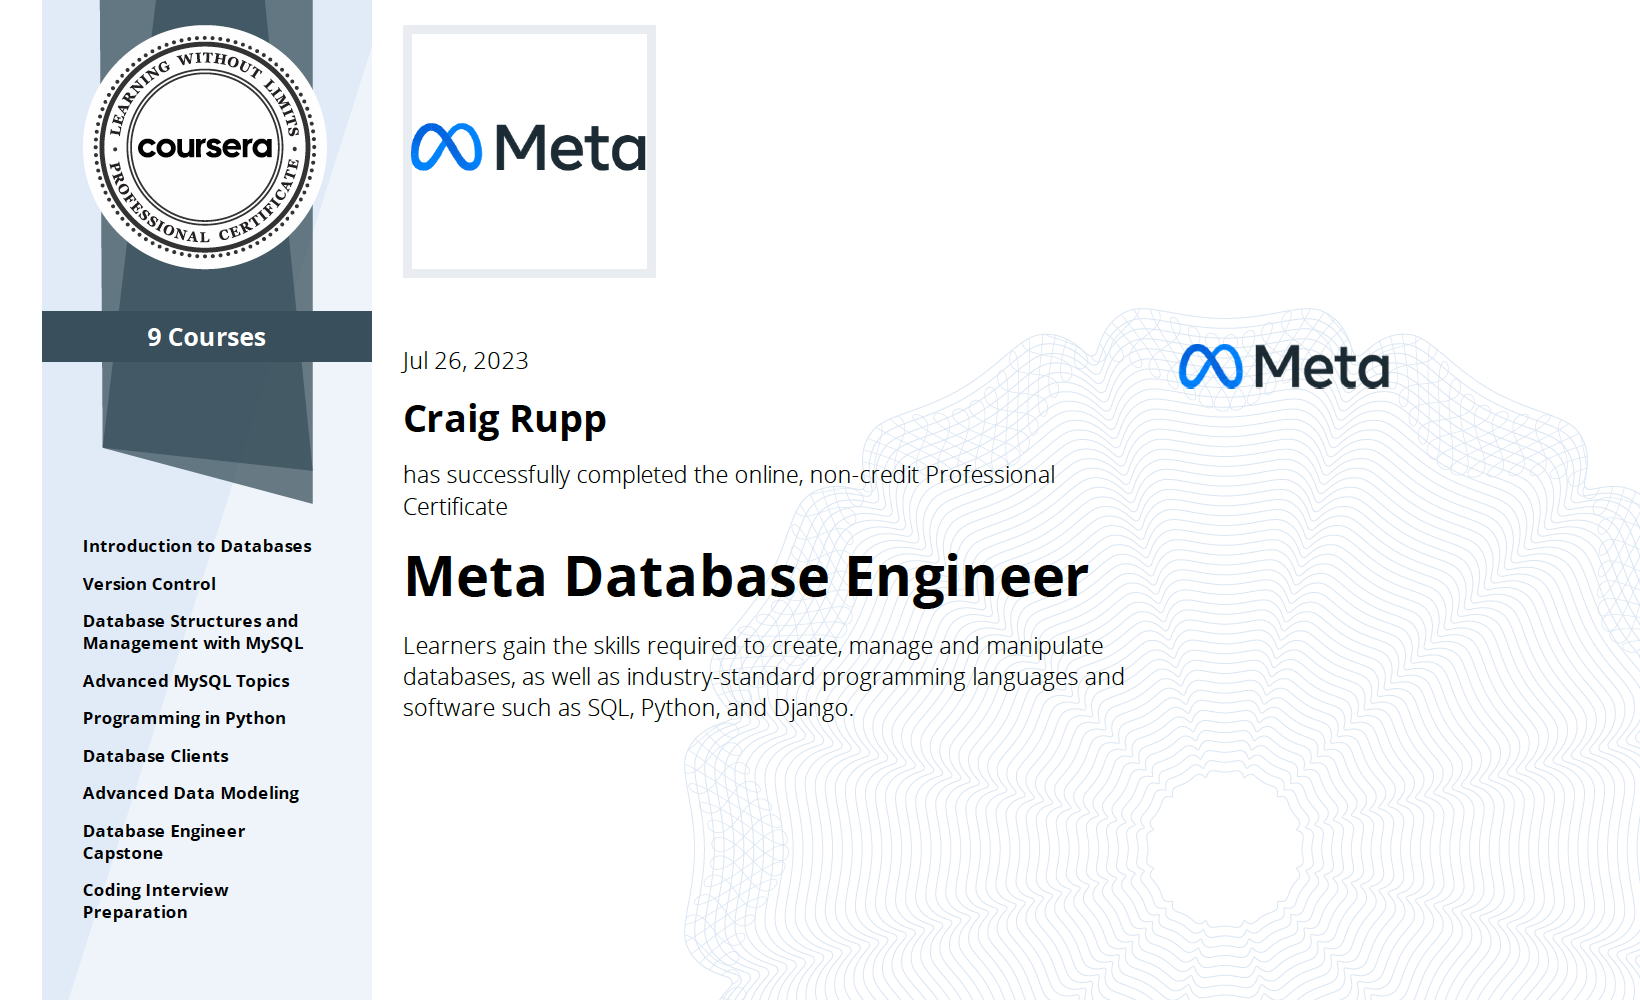 LEARNING WITHOUT LIMITS
coursera
PROFESSIONAL CERTIFICATE
9 Courses
Introduction to Databases
Version Control
Database Structures and
Management with MySQL
Advanced MySQL Topics
Programming in Python
Database Clients
Advanced Data Modeling
Database Engineer
Capstone
Coding Interview
Preparation
Meta
Jul 26, 2023
Craig Rupp
has successfully completed the online, non-credit Professional
Certificate
Meta Database Engineer
Learners gain the skills required to create, manage and manipulate
databases, as well as industry-standard programming languages and
software such as SQL, Python, and Django.
Meta